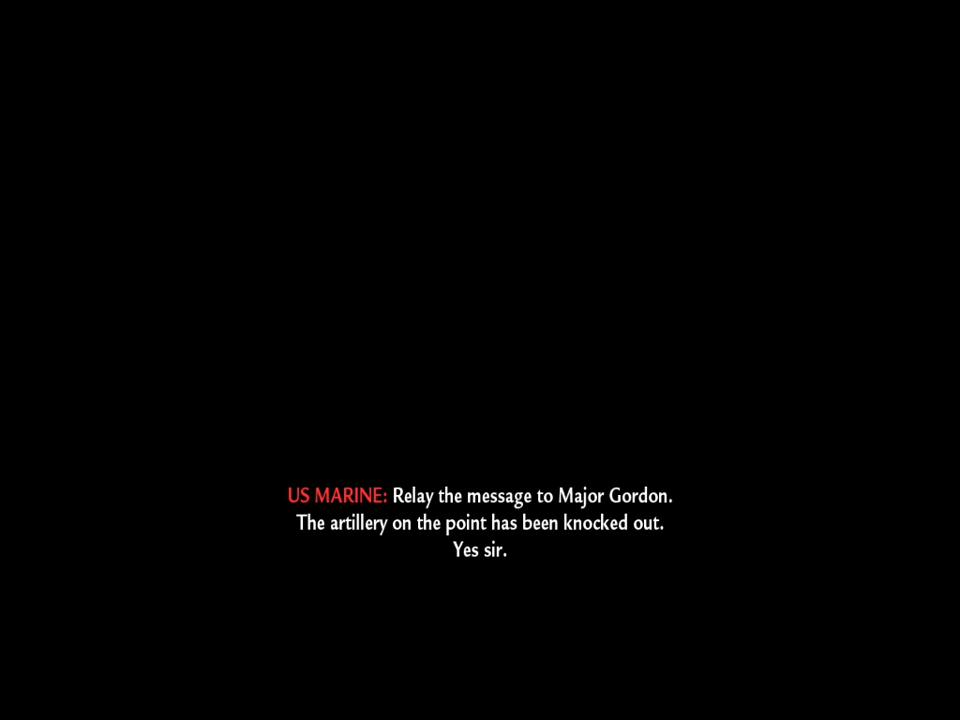 US MARINE: Relay the message to Major Gordon.
The artillery on the point has been knocked out.
Yes sir.